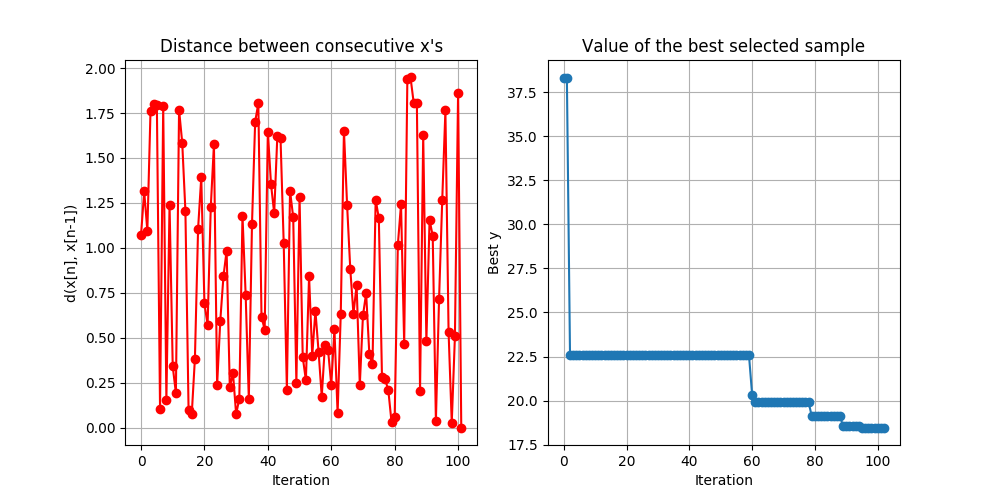 Distance between consecutive x's
2.00
1.75
1.50
1.25
1.00
0.75
0.50
0.25
0.00
d(x[n], x[n-1])
0 20 40 60 80 100
Iteration
Value of the best selected sample
37.5
35.0
32.5
30.0
27.5
25.0
22.5
20.0
17.5
Best y
0 20 40 60 80 100
Iteration